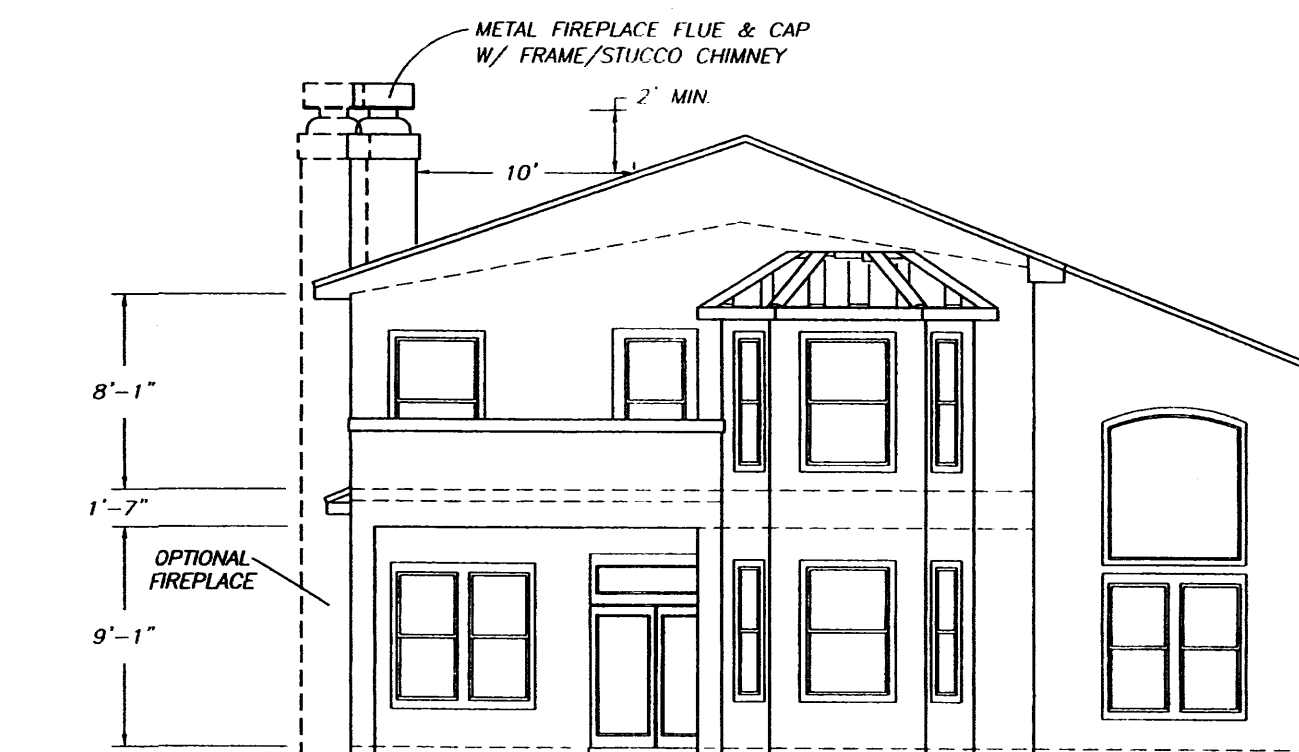 METAL FIREPLACE FLUE & CAP
W/ FRAME/STUCCO CHIMNEY
2' MIN.
10'
8'-1"
1'-7"
OPTIONAL
FIREPLACE
9'-1"